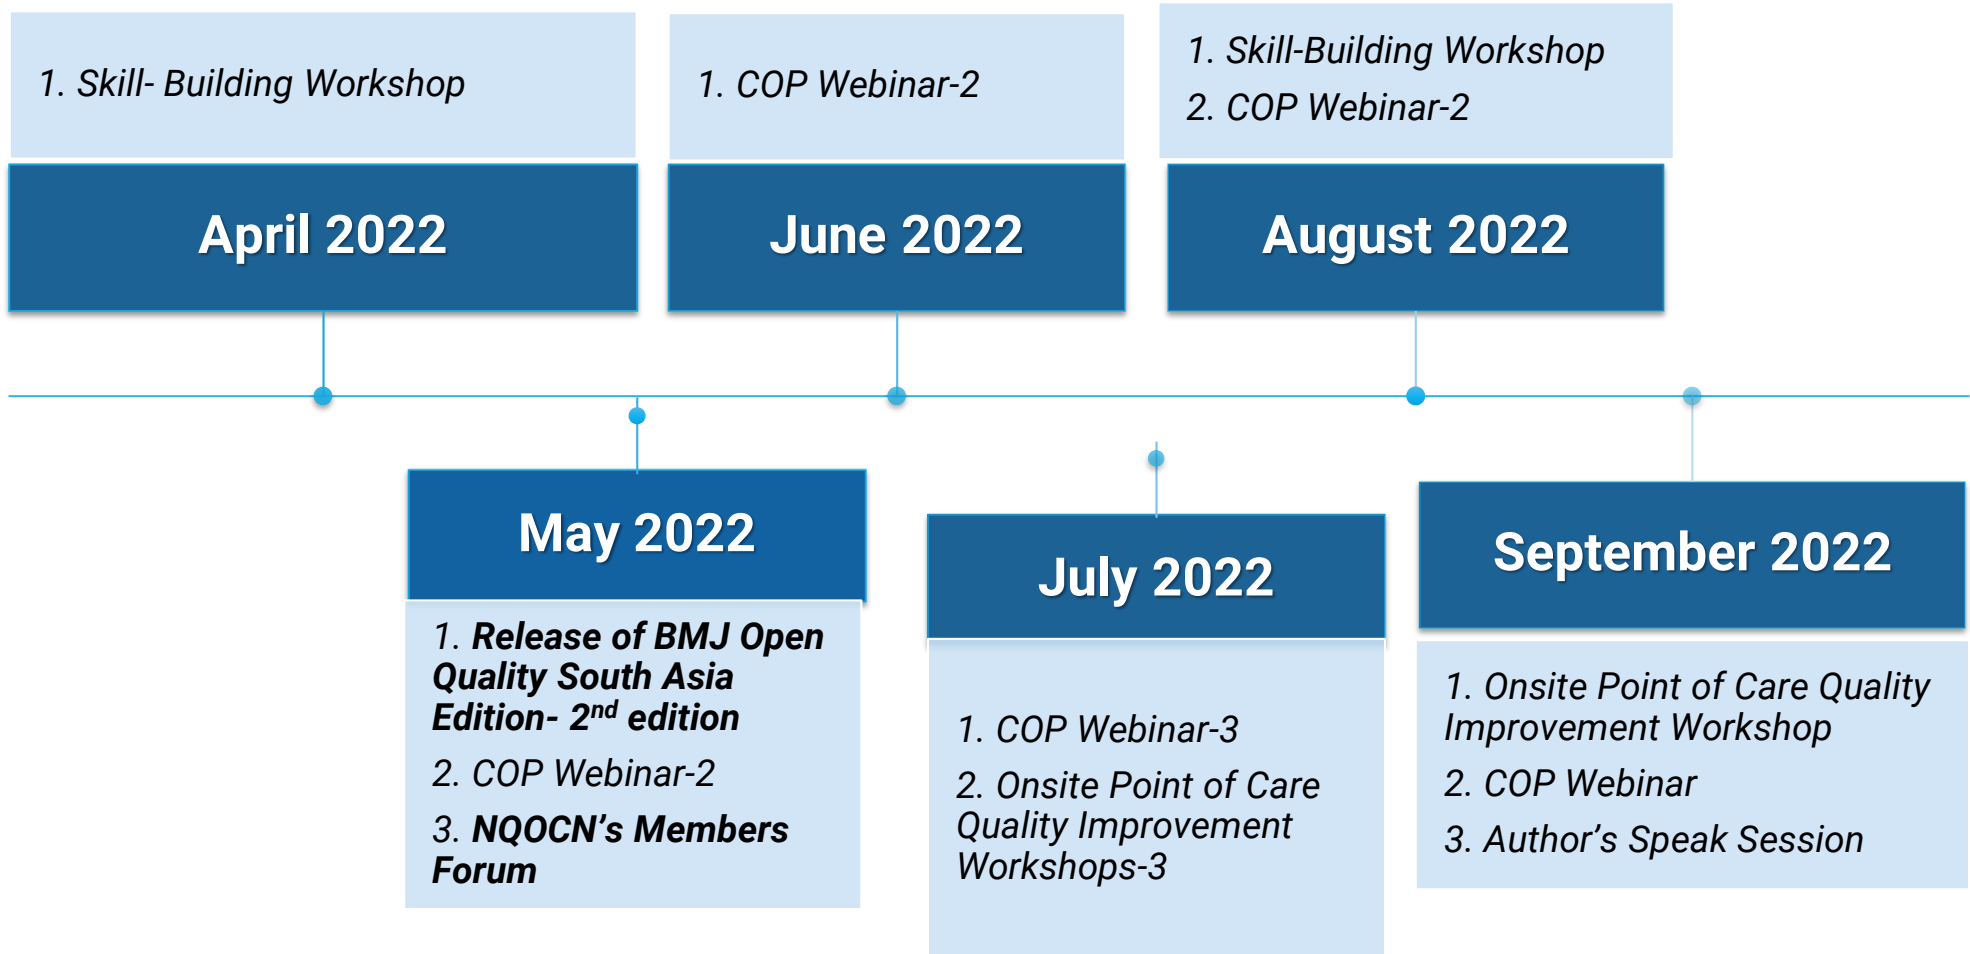 1. Skill- Building Workshop
April 2022
1. COP Webinar-2
June 2022
1. Skill-Building Workshop
2. COP Webinar-2
August 2022
May 2022
1. Release of BMJ Open
Quality South Asia
Edition- 2nd edition
2. COP Webinar-2
3. NQOCN’s Members
Forum
July 2022
1. COP Webinar-3
2. Onsite Point of Care
Quality Improvement
Workshops-3
September 2022
1. Onsite Point of Care Quality
Improvement Workshop
2. COP Webinar
3. Author’s Speak Session